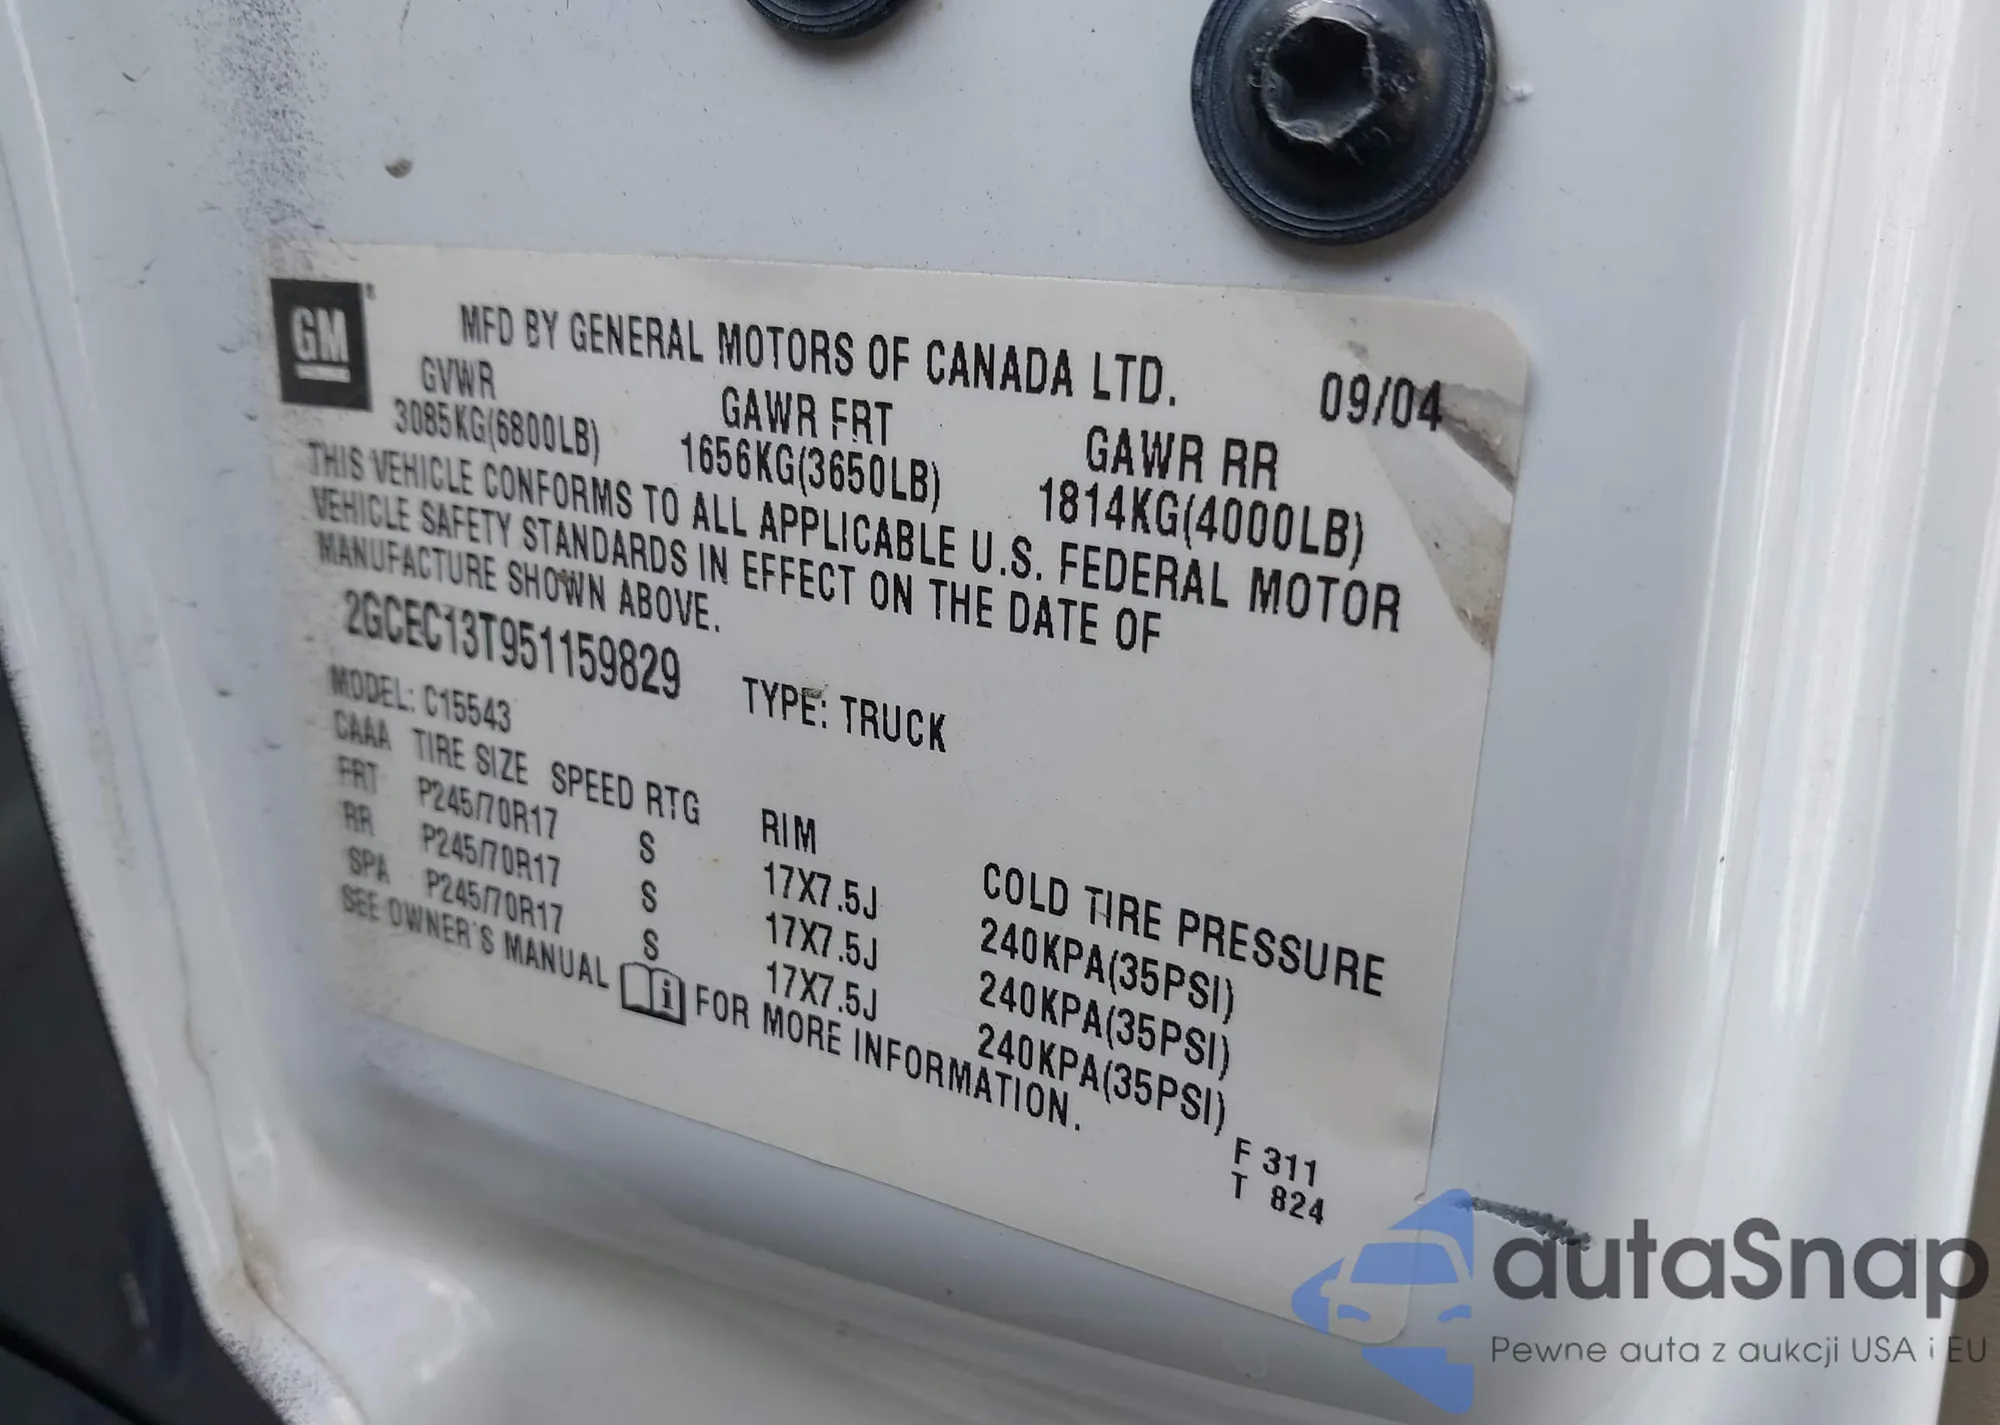 GM
MFD BY GENERAL MOTORS OF CANADA LTD. 09/04
GVWR GAWR FRT GAWR RR
3085KG(6800LB) 1656KG(3650LB) 1814KG(4000LB)
THIS VEHICLE CONFORMS TO ALL APPLICABLE U.S. FEDERAL MOTOR
VEHICLE SAFETY STANDARDS IN EFFECT ON THE DATE OF
MANUFACTURE SHOWN ABOVE.
2GCEC13T951159829 TYPE: TRUCK
MODEL: C15543
CAAA TIRE SIZE SPEED RTG RIM COLD TIRE PRESSURE
FRT P245/70R17 S 17X7.5J 240KPA(35PSI)
RR P245/70R17 S 17X7.5J 240KPA(35PSI)
SPA P245/70R17 S 17X7.5J 240KPA(35PSI)
SEE OWNER'S MANUAL FOR MORE INFORMATION.
F 311
T 824
autaSnap
Pewne auta z aukcji USA i EU